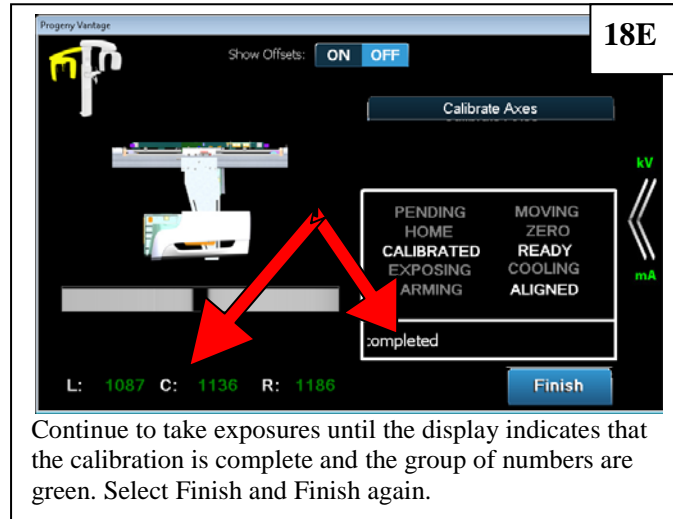 Progeny Vantage
18E
Show Offsets: ON OFF
Calibrate Axes
kV
PENDING MOVING
HOME ZERO
CALIBRATED READY
EXPOSING COOLING
ARMING ALIGNED
mA
completed
L: 1087 C: 1136 R: 1186
Finish
Continue to take exposures until the display indicates that
the calibration is complete and the group of numbers are
green. Select Finish and Finish again.